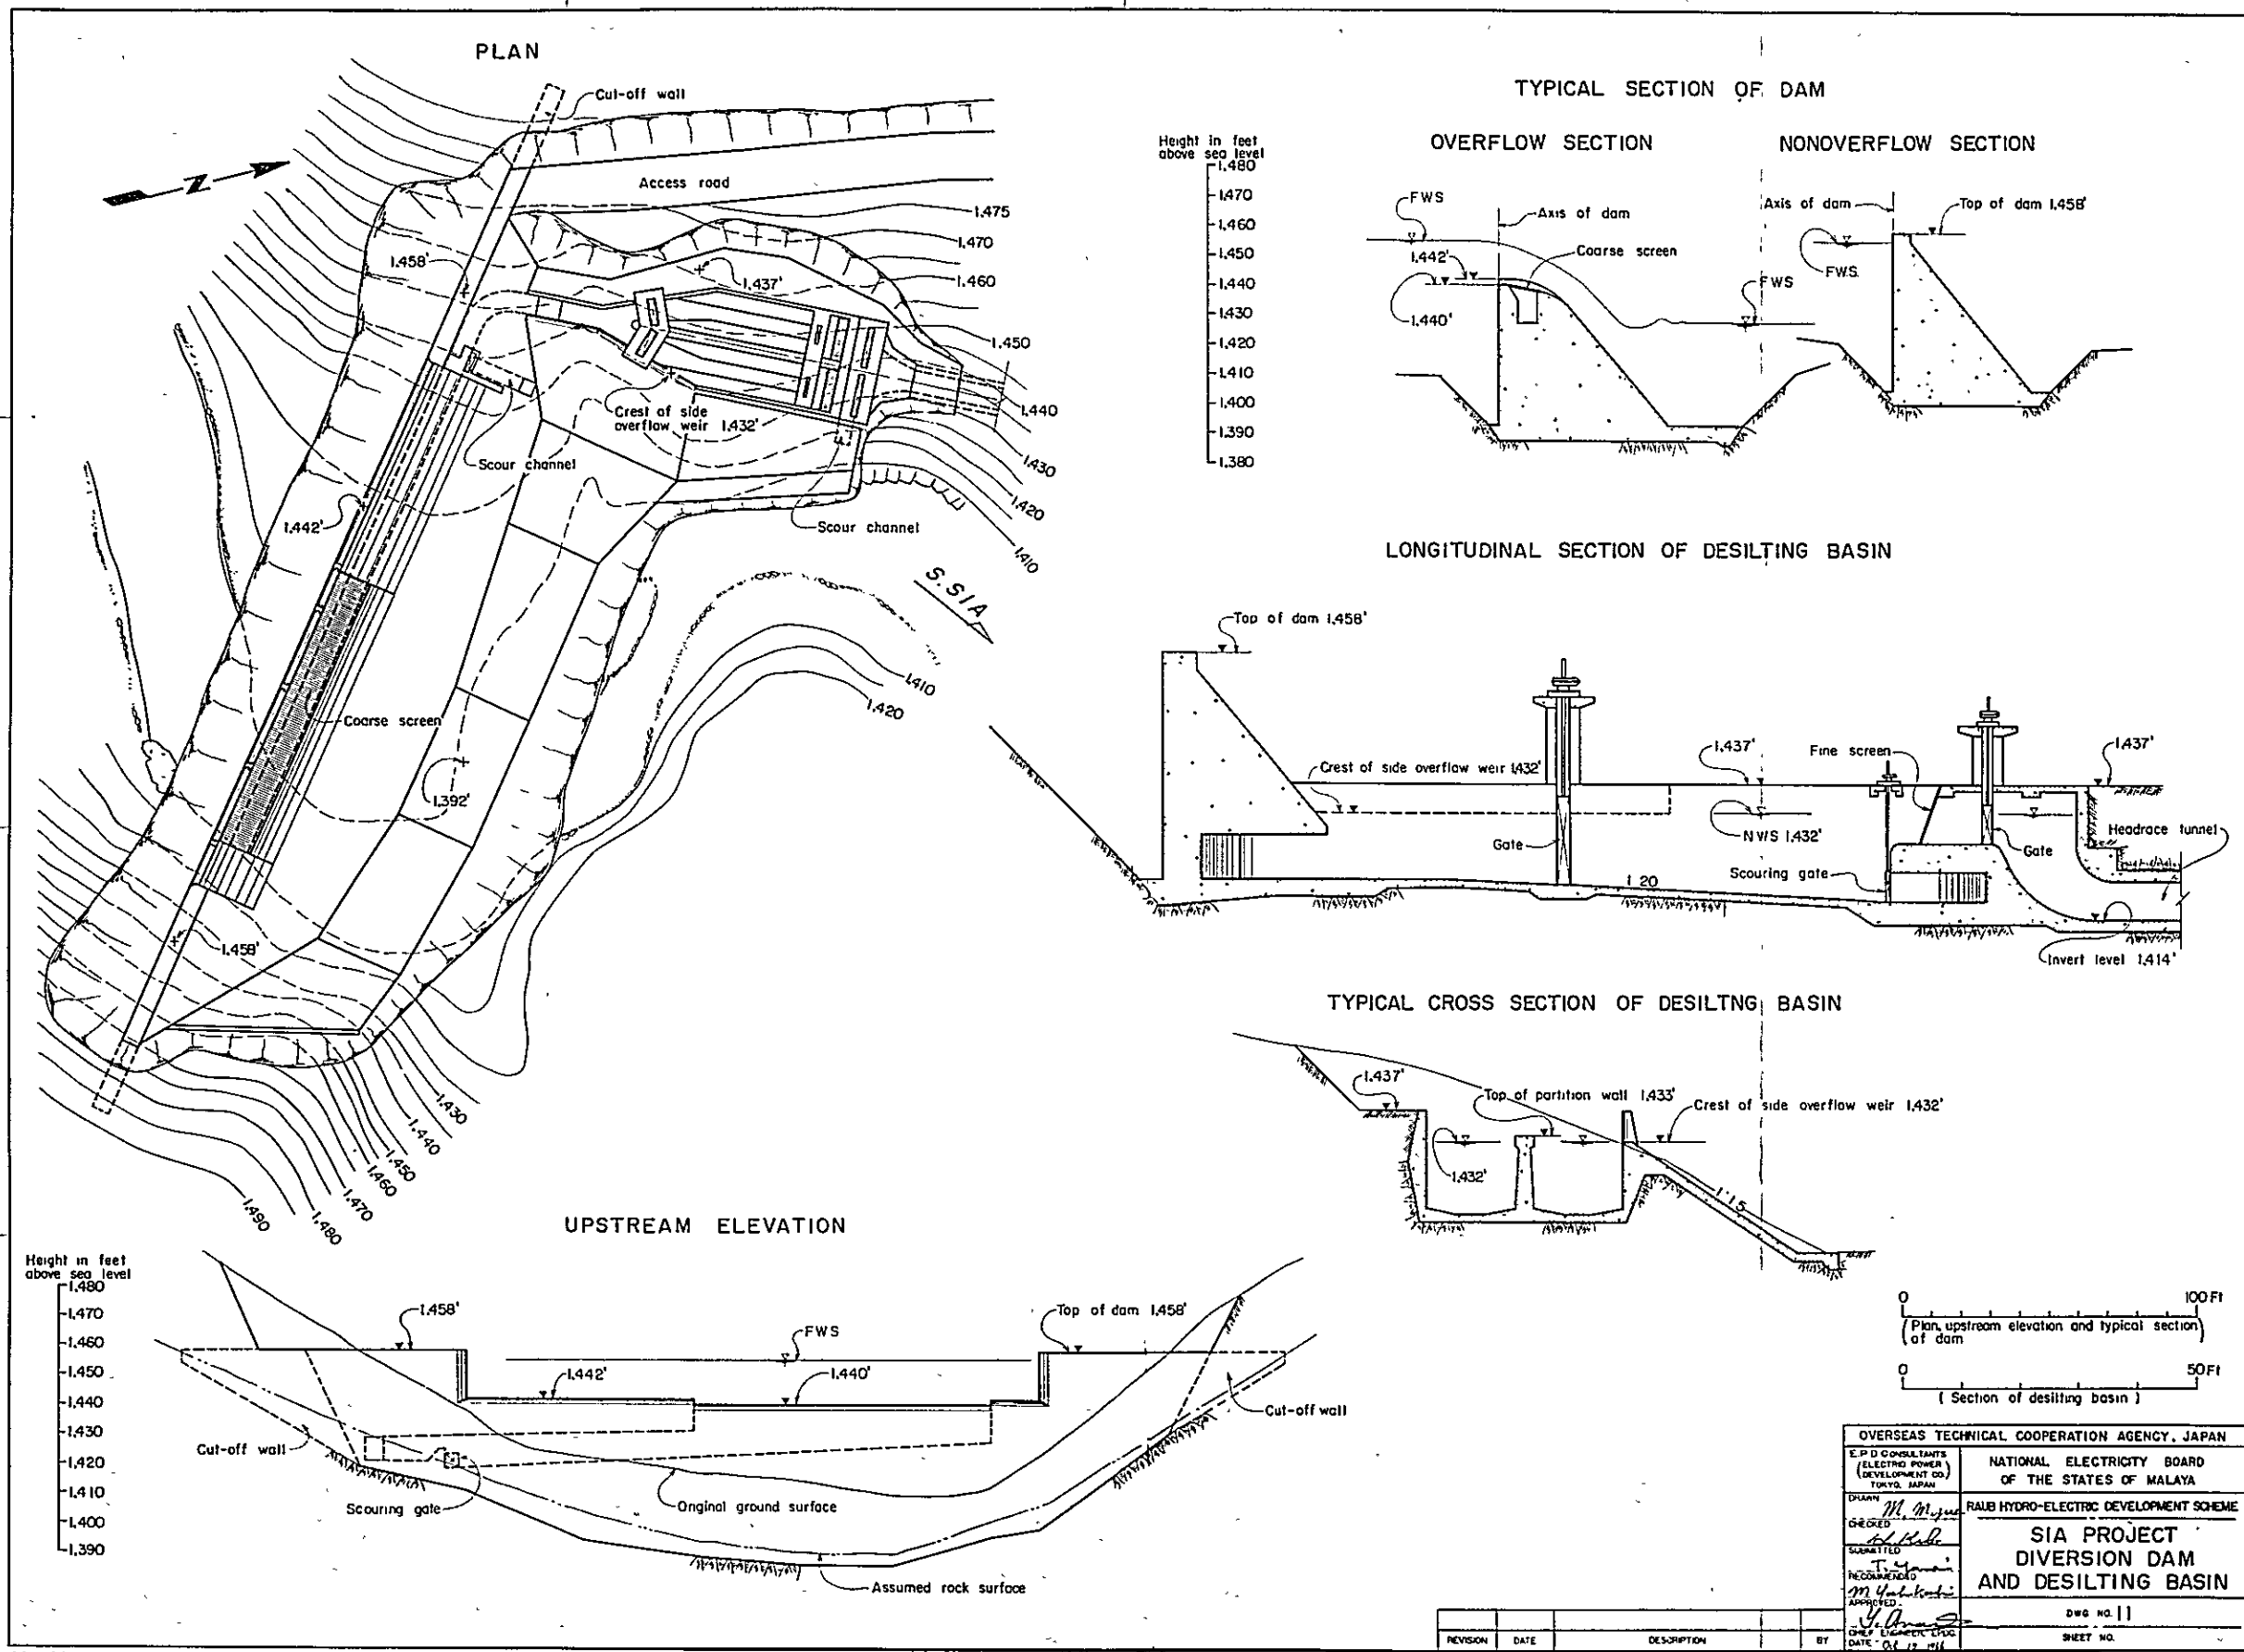 PLAN
Cut-off wall
N
Access road
1,475
1,470
1,460
1,450
1,440
1,430
1,420
1,410
1,458'
1,437'
Crest of side
overflow weir 1,432'
Scour channel
Scour channel
1,442'
S.SIA
Coarse screen
1,410
1,420
1,392'
1,458'
1,430
1,440
1,450
1,460
1,470
1,480
1,490
TYPICAL SECTION OF DAM
Height in feet
above sea level
1,480
1,470
1,460
1,450
1,440
1,430
1,420
1,410
1,400
1,390
1,380
OVERFLOW SECTION
FWS
Axis of dam
Coarse screen
1,442'
1,440'
FWS
NONOVERFLOW SECTION
Axis of dam
Top of dam 1,458'
FWS.
LONGITUDINAL SECTION OF DESILTING BASIN
Top of dam 1,458'
Crest of side overflow weir 1,432'
1,437'
Fine screen
1,437'
NWS 1,432'
Gate
Gate
Headrace tunnel
Scouring gate
1 20
Invert level 1,414'
TYPICAL CROSS SECTION OF DESILTNG BASIN
1,437'
Top of partition wall 1,433'
Crest of side overflow weir 1,432'
1,432'
1:1.5
UPSTREAM ELEVATION
Height in feet
above sea level
1,480
1,470
1,460
1,450
1,440
1,430
1,420
1,410
1,400
1,390
1,458'
FWS
Top of dam 1,458'
1,442'
1,440'
Cut-off wall
Cut-off wall
Scouring gate
Original ground surface
Assumed rock surface
0 100 Ft
(Plan, upstream elevation and typical section)
of dam
0 50 Ft
( Section of desilting basin )
OVERSEAS TECHNICAL COOPERATION AGENCY, JAPAN
E.P.D CONSULTANTS
(ELECTRIC POWER
DEVELOPMENT CO.)
TOKYO, JAPAN
NATIONAL ELECTRICITY BOARD
OF THE STATES OF MALAYA
DRAWN
CHECKED
SUBMITTED
RECOMMENDED
APPROVED
RAUB HYDRO-ELECTRIC DEVELOPMENT SCHEME
SIA PROJECT
DIVERSION DAM
AND DESILTING BASIN
DWG NO. 11
SHEET NO.
REVISION DATE DESCRIPTION BY
DATE